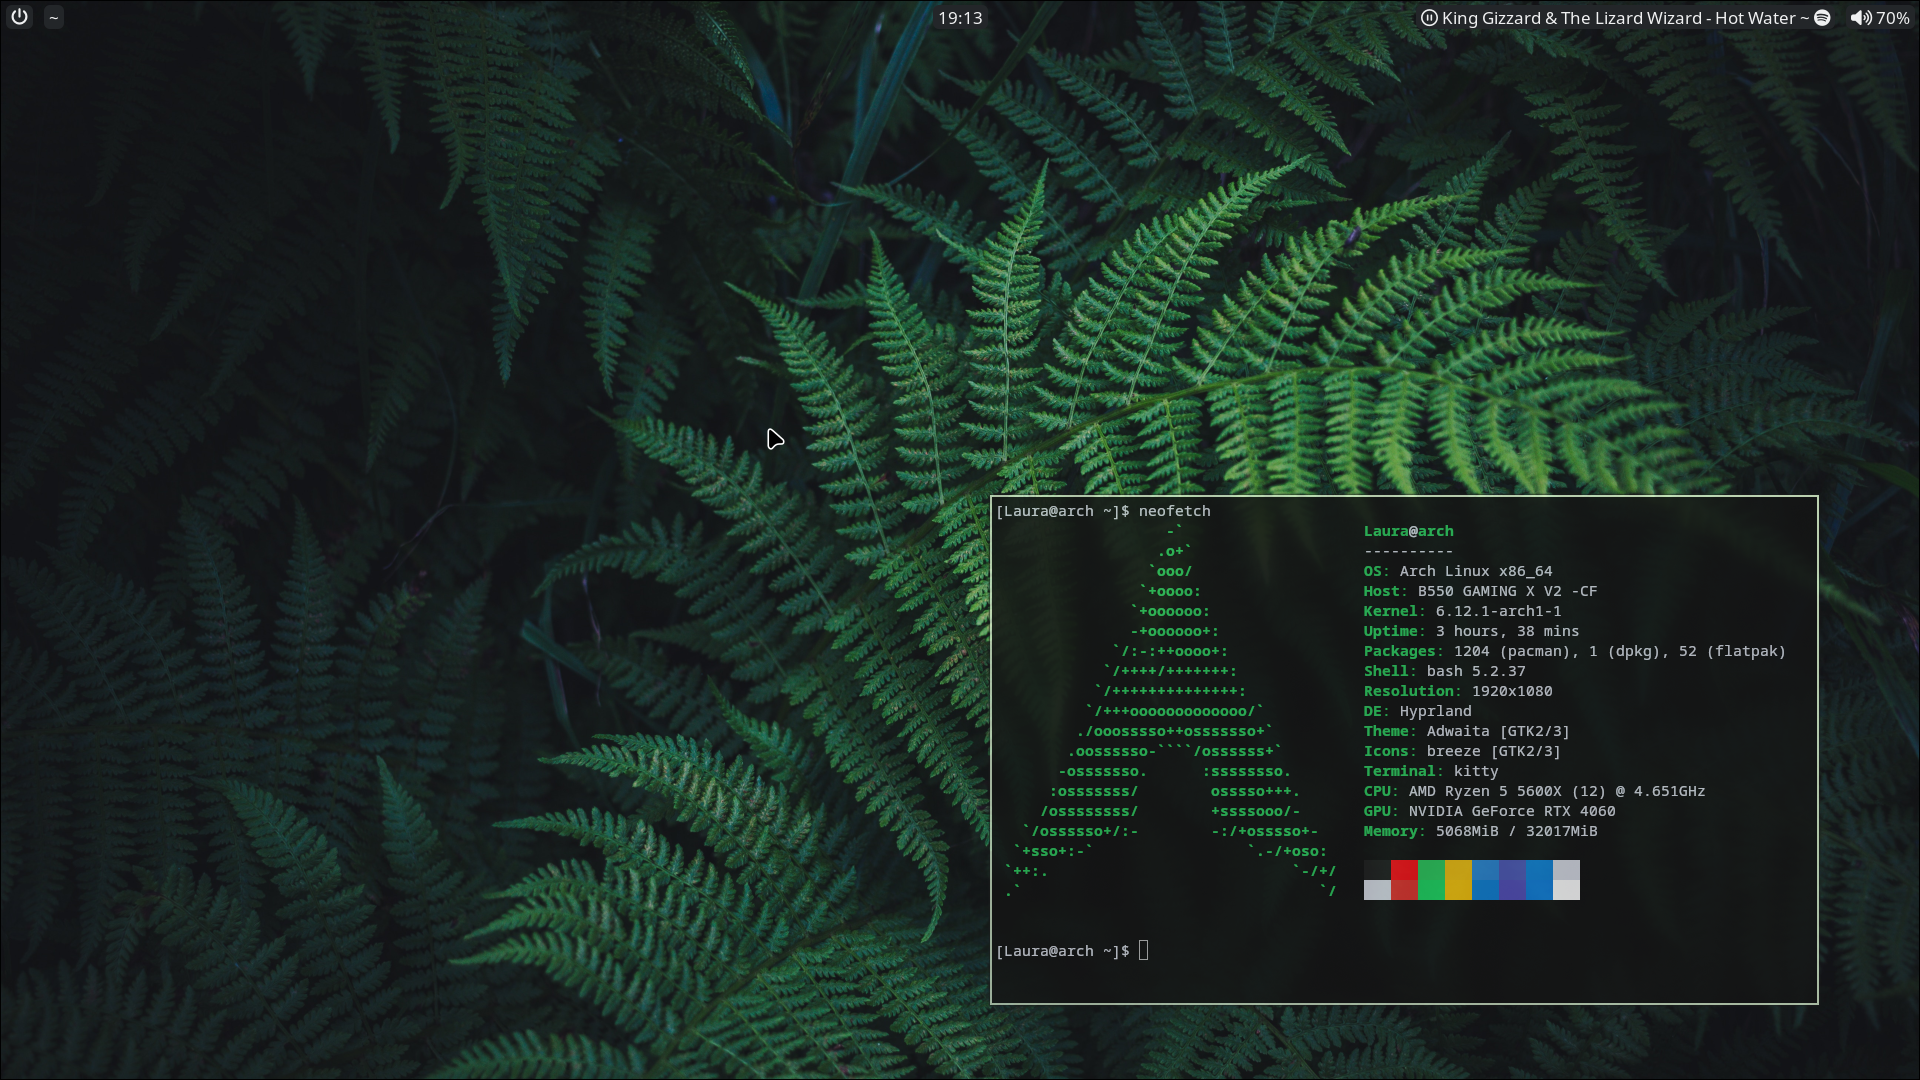 ~
19:13
King Gizzard & The Lizard Wizard - Hot Water ~
70%
[Laura@arch ~]$ neofetch
-`
.o+`
`ooo/
`+oooo:
`+oooooo:
-+oooooo+:
`/:-:++oooo+:
`/++++/+++++++:
`/++++++++++++++:
`/+++ooooooooooooo/`
./ooosssso++osssssso+`
.oossssso-````/ossssss+`
-osssssso.      :ssssssso.
:osssssss/        osssso+++.
/ossssssss/        +ssssooo/-
`/ossssso+/:-        -:/+osssso+-
`+sso+:-`                 `.-/+oso:
`++:.                           `-/+/
.`                                 `/
Laura@arch
----------
OS: Arch Linux x86_64
Host: B550 GAMING X V2 -CF
Kernel: 6.12.1-arch1-1
Uptime: 3 hours, 38 mins
Packages: 1204 (pacman), 1 (dpkg), 52 (flatpak)
Shell: bash 5.2.37
Resolution: 1920x1080
DE: Hyprland
Theme: Adwaita [GTK2/3]
Icons: breeze [GTK2/3]
Terminal: kitty
CPU: AMD Ryzen 5 5600X (12) @ 4.651GHz
GPU: NVIDIA GeForce RTX 4060
Memory: 5068MiB / 32017MiB
[Laura@arch ~]$